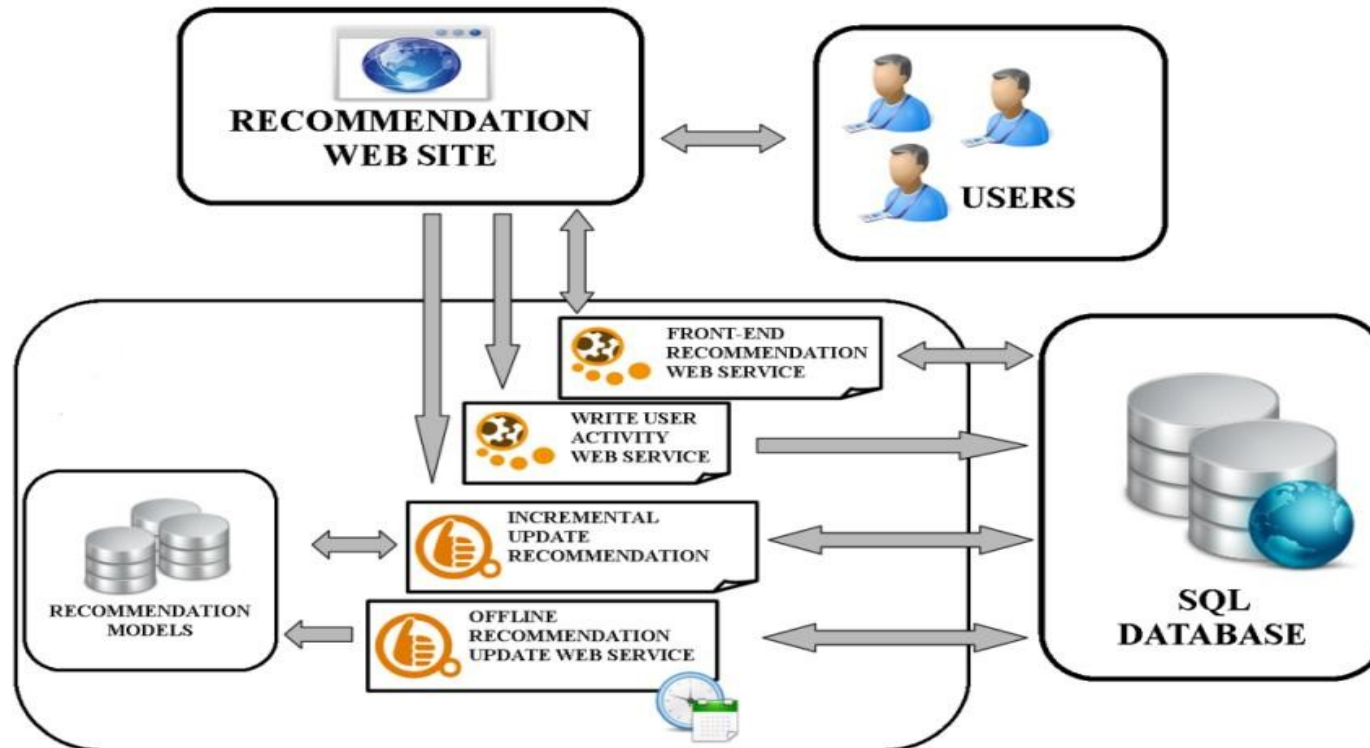 RECOMMENDATION
WEB SITE
USERS
FRONT-END
RECOMMENDATION
WEB SERVICE
WRITE USER
ACTIVITY
WEB SERVICE
INCREMENTAL
UPDATE
RECOMMENDATION
RECOMMENDATION
MODELS
OFFLINE
RECOMMENDATION
UPDATE WEB SERVICE
SQL
DATABASE